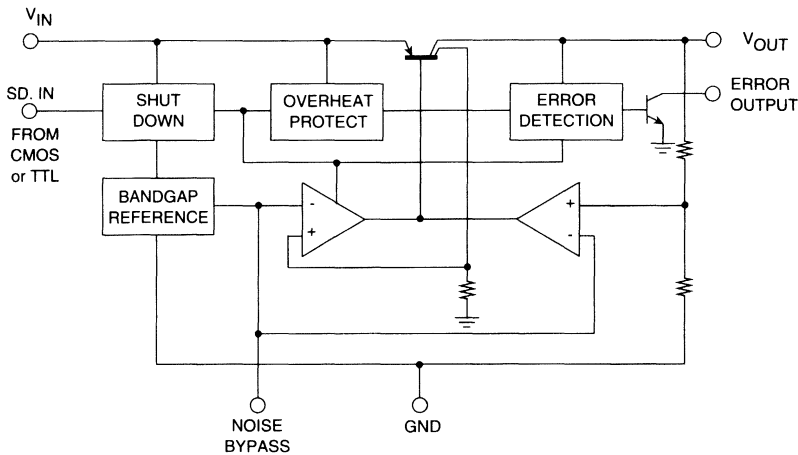 VIN
VOUT
SD. IN
SHUT
DOWN
OVERHEAT
PROTECT
ERROR
DETECTION
ERROR
OUTPUT
FROM
CMOS
or TTL
BANDGAP
REFERENCE
-
+
+
-
NOISE
BYPASS
GND